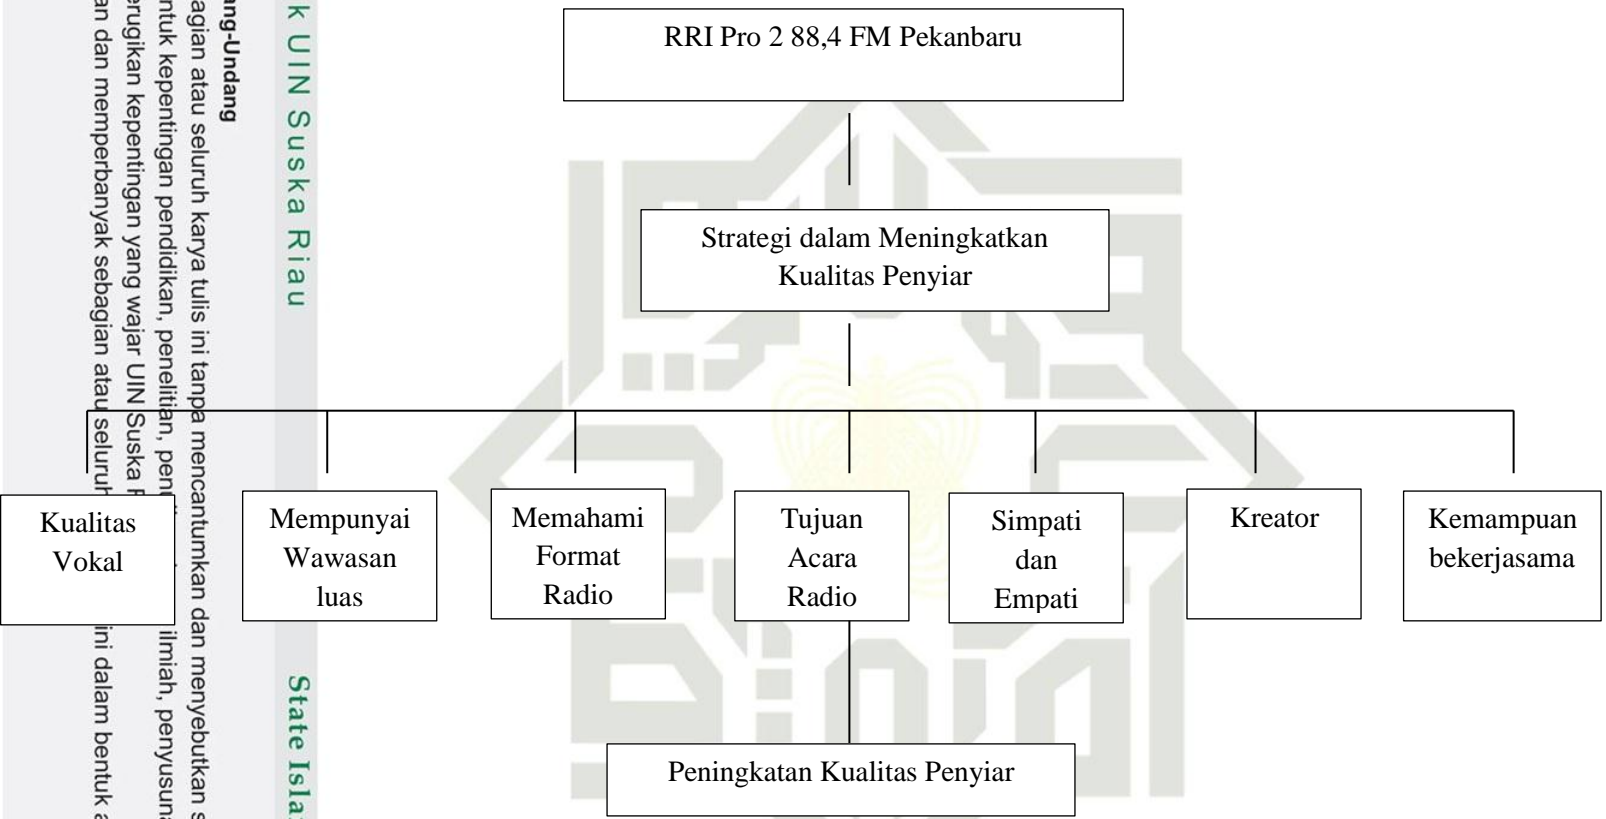 RRI Pro 2 88,4 FM Pekanbaru
Strategi dalam Meningkatkan
Kualitas Penyiar
Kualitas
Vokal
Mempunyai
Wawasan
luas
Memahami
Format
Radio
Tujuan
Acara
Radio
Simpati
dan
Empati
Kreator
Kemampuan
bekerjasama
Peningkatan Kualitas Penyiar
k UIN Suska Riau
State Isla
ang-Undang
agian atau seluruh karya tulis ini tanpa mencantumkan dan menyebutkan s
ntuk kepentingan pendidikan, penelitian, ilmiah, penyusuna
erugikan kepentingan yang wajar UIN Suska
an dan memperbanyak sebagian atau seluruh ini dalam bentuk a